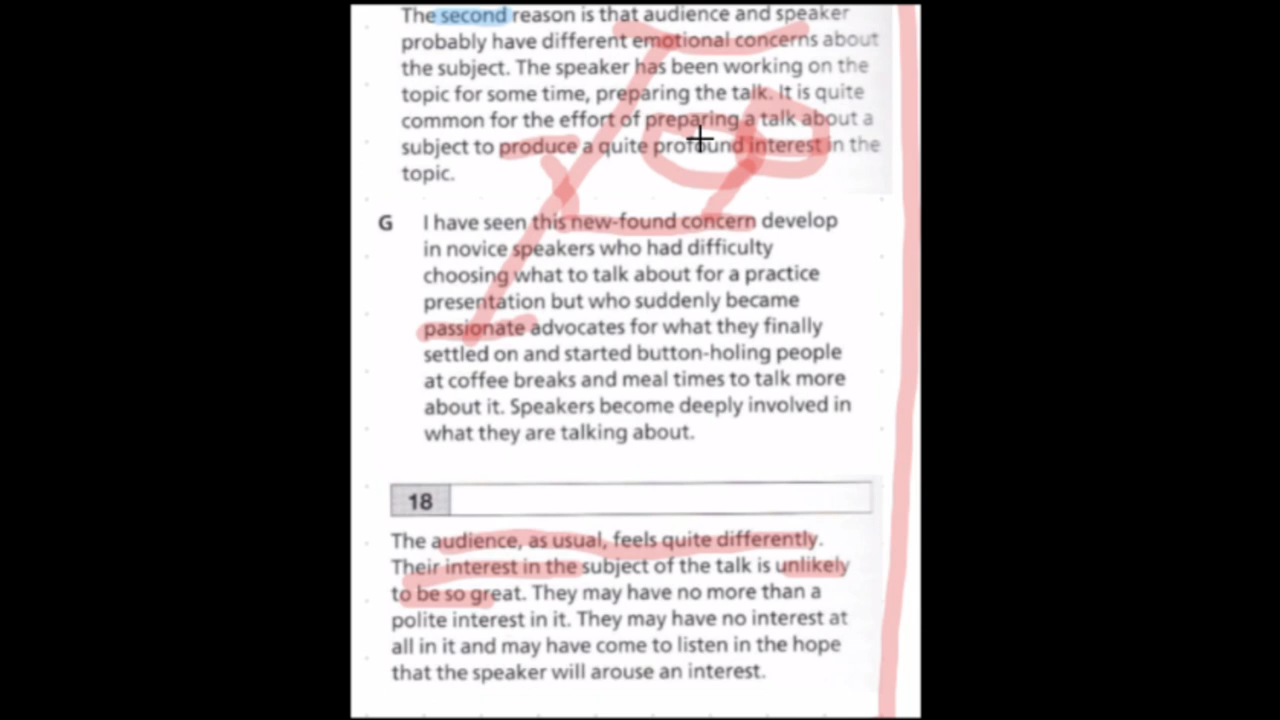 The second reason is that audience and speaker
probably have different emotional concerns about
the subject. The speaker has been working on the
topic for some time, preparing the talk. It is quite
common for the effort of preparing a talk about a
subject to produce a quite profound interest in the
topic.
G I have seen this new-found concern develop
in novice speakers who had difficulty
choosing what to talk about for a practice
presentation but who suddenly became
passionate advocates for what they finally
settled on and started button-holing people
at coffee breaks and meal times to talk more
about it. Speakers become deeply involved in
what they are talking about.
18
The audience, as usual, feels quite differently.
Their interest in the subject of the talk is unlikely
to be so great. They may have no more than a
polite interest in it. They may have no interest at
all in it and may have come to listen in the hope
that the speaker will arouse an interest.